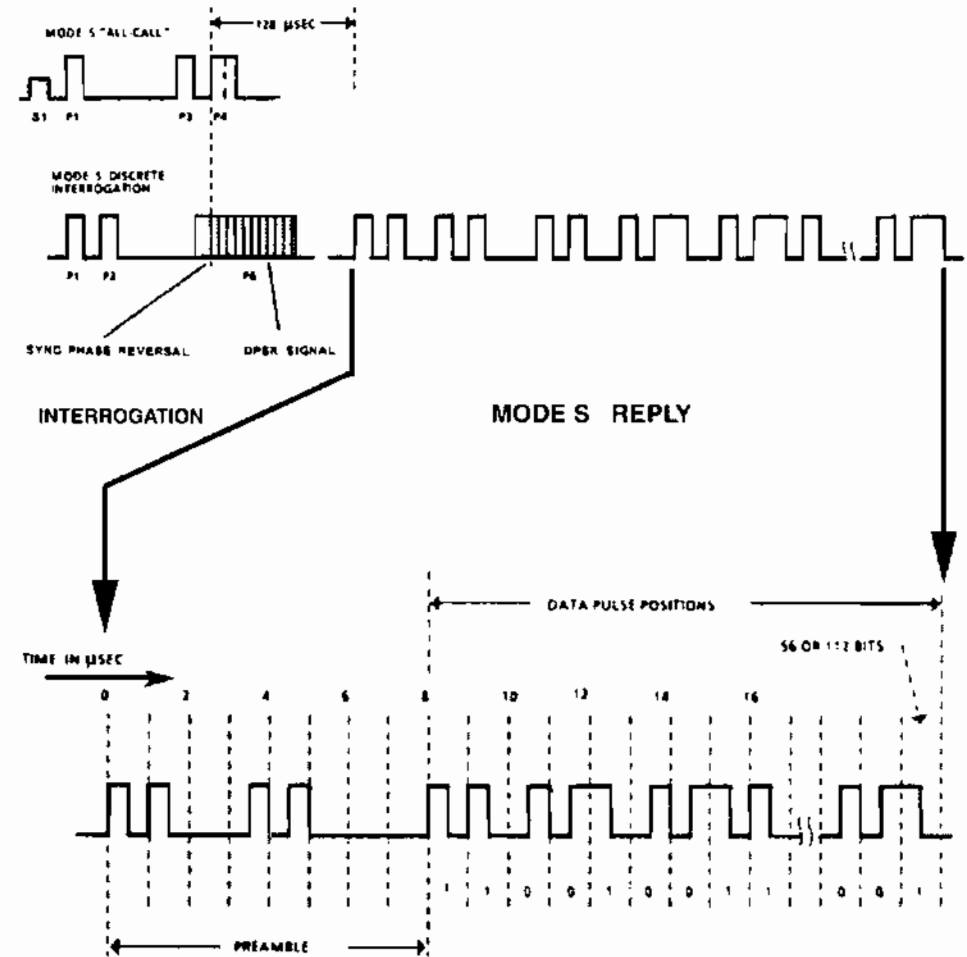 128 µSEC
MODE S "ALL-CALL"
S1 P1 P3 P4
MODE S DISCRETE
INTERROGATION
P1 P2 P6
SYNC PHASE REVERSAL DPSK SIGNAL
INTERROGATION MODE S REPLY
DATA PULSE POSITIONS
56 OR 112 BITS
TIME IN µSEC
0 2 4 6 8 10 12 14 16
1 1 0 0 1 0 0 1 1 0 0 1
PREAMBLE